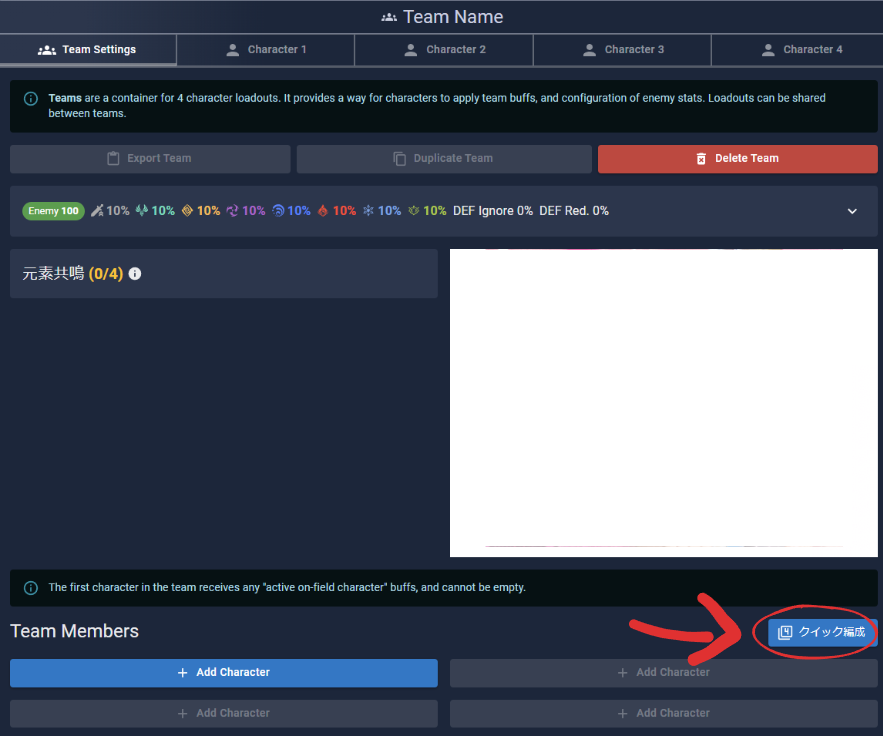 Team Name
Team Settings
Character 1
Character 2
Character 3
Character 4
Teams are a container for 4 character loadouts. It provides a way for characters to apply team buffs, and configuration of enemy stats. Loadouts can be shared
between teams.
Export Team
Duplicate Team
Delete Team
Enemy 100 10% 10% 10% 10% 10% 10% 10% 10% DEF Ignore 0% DEF Red. 0%
元素共鳴 (0/4)
The first character in the team receives any "active on-field character" buffs, and cannot be empty.
Team Members
クイック編成
+ Add Character
+ Add Character
+ Add Character
+ Add Character